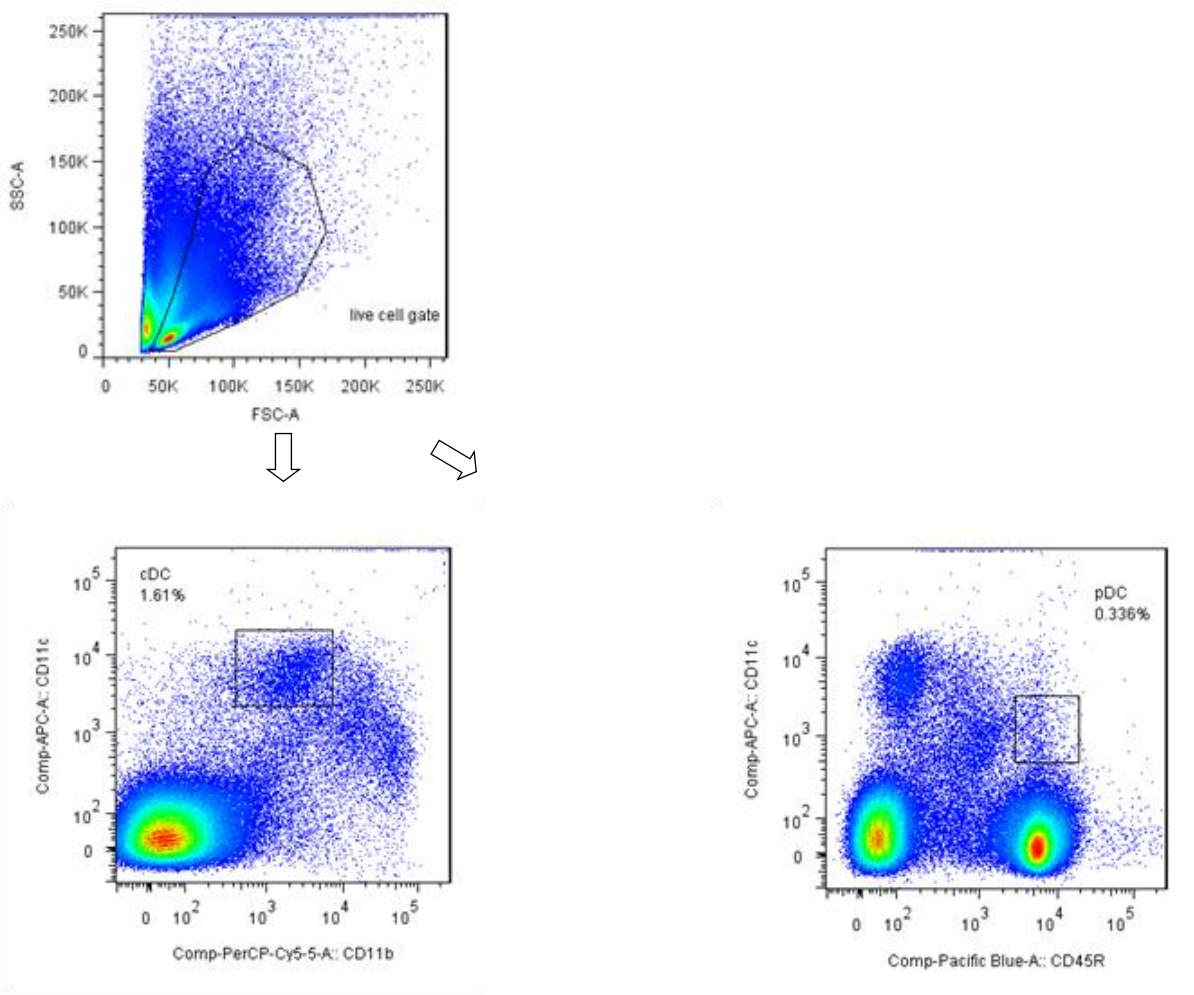 250K
200K
150K
100K
50K
0
SSC-A
live cell gate
0 50K 100K 150K 200K 250K
FSC-A
cDC
1.61%
10^5
10^4
10^3
10^2
0
Comp-APC-A:: CD11c
0 10^2 10^3 10^4 10^5
Comp-PerCP-Cy5-5-A:: CD11b
pDC
0.336%
10^5
10^4
10^3
10^2
0
Comp-APC-A:: CD11c
0 10^2 10^3 10^4 10^5
Comp-Pacific Blue-A:: CD45R